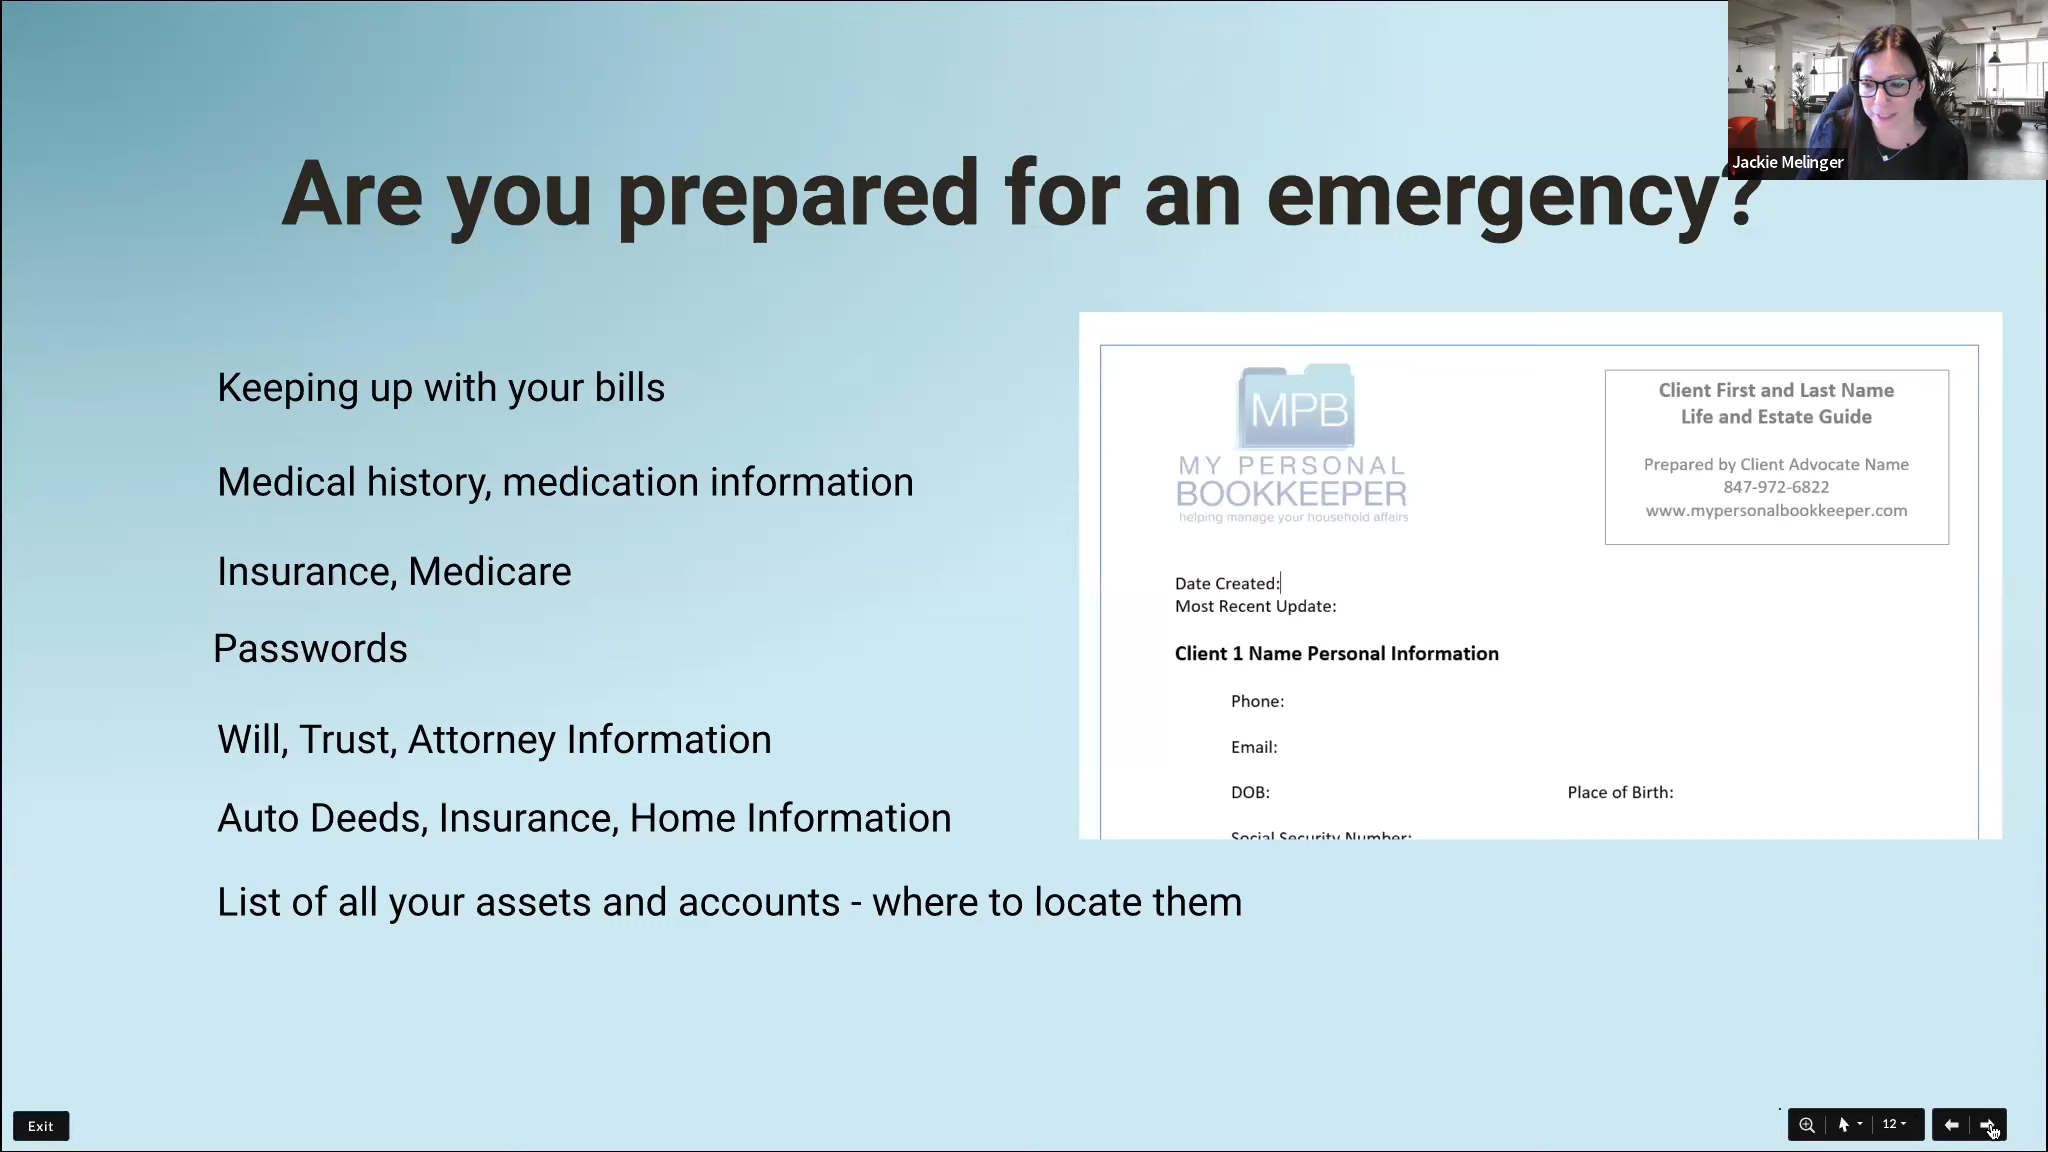 Jackie Melinger
Are you prepared for an emergency?
Keeping up with your bills
Medical history, medication information
Insurance, Medicare
Passwords
Will, Trust, Attorney Information
Auto Deeds, Insurance, Home Information
List of all your assets and accounts - where to locate them
MPB
MY PERSONAL
BOOKKEEPER
helping manage your household affairs
Client First and Last Name
Life and Estate Guide
Prepared by Client Advocate Name
847-972-6822
www.mypersonalbookkeeper.com
Date Created:
Most Recent Update:
Client 1 Name Personal Information
Phone:
Email:
DOB:
Place of Birth:
Social Security Number:
Exit
12